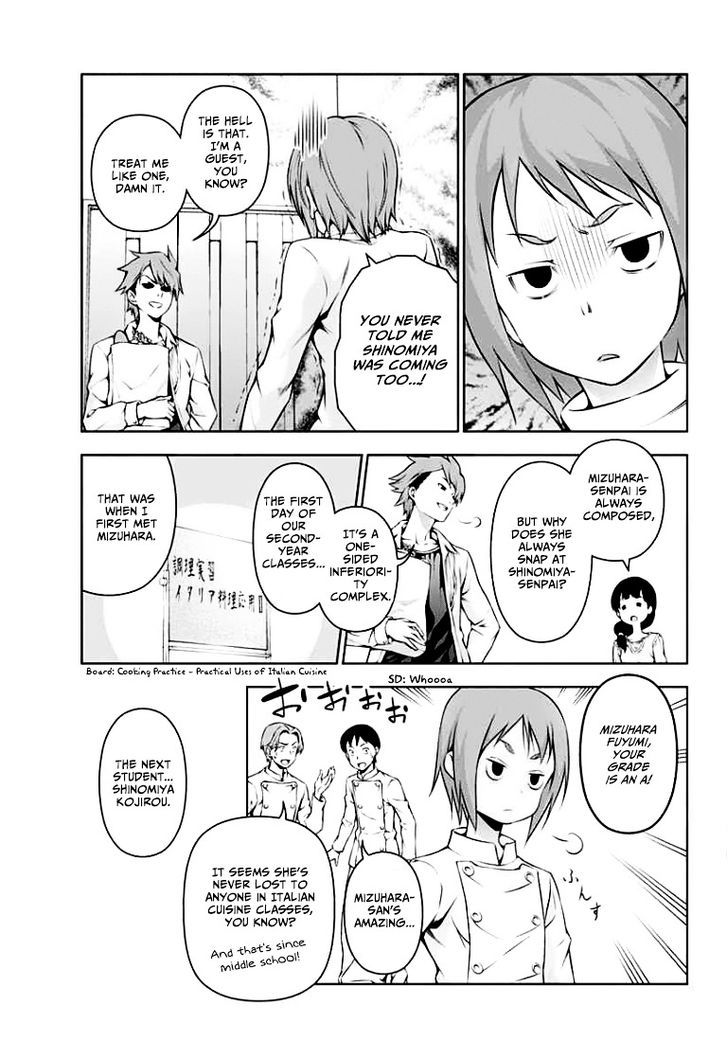 YOU NEVER
TOLD ME
SHINOMIYA
WAS COMING
TOO...!
THE HELL
IS THAT.
I'M A
GUEST,
YOU
KNOW?
TREAT ME
LIKE ONE,
DAMN IT.
MIZUHARA-
SENPAI IS
ALWAYS
COMPOSED,
BUT WHY
DOES SHE
ALWAYS
SNAP AT
SHINOMIYA-
SENPAI?
IT'S A
ONE-
SIDED
INFERIOR-
ITY
COMPLEX.
THE FIRST
DAY OF
OUR
SECOND-
YEAR
CLASSES...
THAT WAS
WHEN I
FIRST MET
MIZUHARA.
調理実習
イタリア料理応用II
Board: Cooking Practice - Practical Uses of Italian Cuisine
SD: Whoooa
おおおお
MIZUHARA
FUYUMI,
YOUR
GRADE
IS AN A!
ふんす
MIZUHARA-
SAN'S
AMAZING...
IT SEEMS SHE'S
NEVER LOST TO
ANYONE IN ITALIAN
CUISINE CLASSES,
YOU KNOW?
And that's since
middle school!
THE NEXT
STUDENT...
SHINOMIYA
KOJIROU.